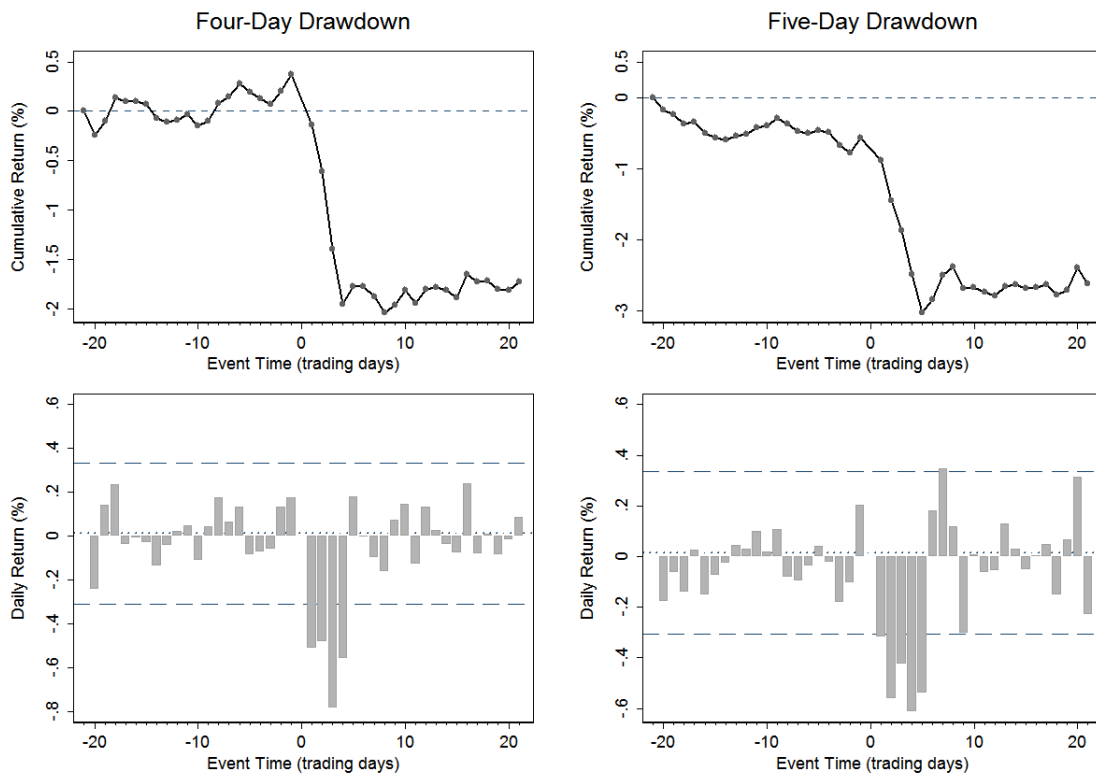 Four-Day Drawdown
Cumulative Return (%)
0.5
0
-0.5
-1
-1.5
-2
-20 -10 0 10 20
Event Time (trading days)
Five-Day Drawdown
Cumulative Return (%)
0.5
0
-1
-2
-3
-20 -10 0 10 20
Event Time (trading days)
Daily Return (%)
.6
.4
.2
0
-.2
-.4
-.6
-.8
-20 -10 0 10 20
Event Time (trading days)
Daily Return (%)
.6
.4
.2
0
-.2
-.4
-.6
-20 -10 0 10 20
Event Time (trading days)